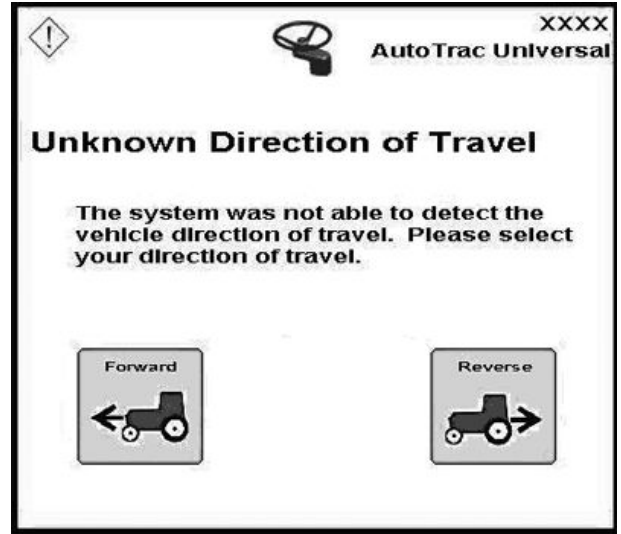 XXXX
AutoTrac Universal
Unknown Direction of Travel
The system was not able to detect the
vehicle direction of travel. Please select
your direction of travel.
Forward
Reverse